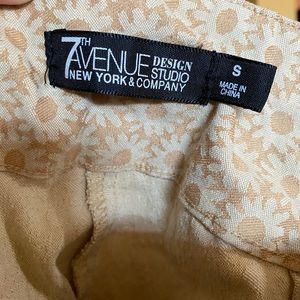 7TH
AVENUE DESIGN STUDIO
NEW YORK & COMPANY
S
MADE IN
CHINA